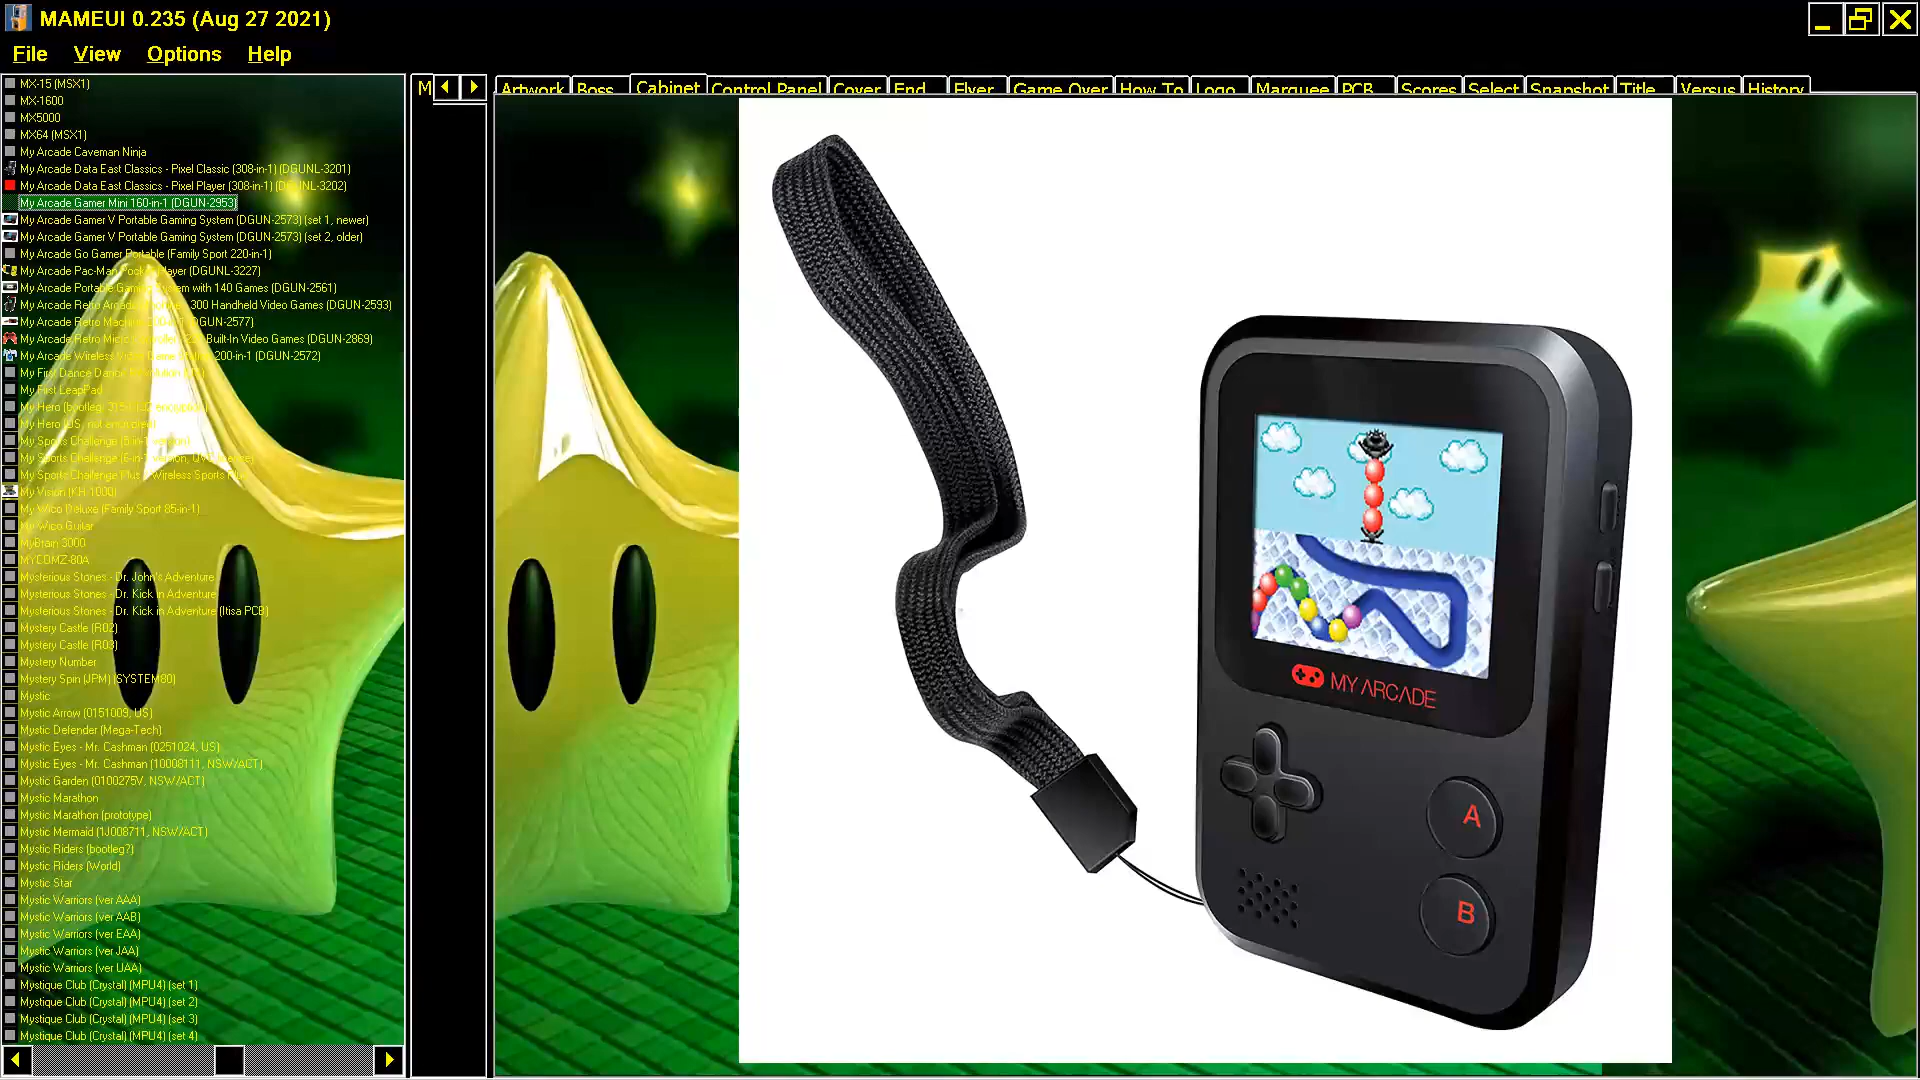 MAMEUI 0.235 (Aug 27 2021)
File View Options Help
M
Artwork Boss Cabinet Control Panel Cover End Flyer Game Over How To Logo Marquee PCB Scores Select Snapshot Title Versus History
MX-15 (MSX1)
MX-1600
MX5000
MX64 (MSX1)
My Arcade Caveman Ninja
My Arcade Data East Classics - Pixel Classic (308-in-1) (DGUNL-3201)
My Arcade Data East Classics - Pixel Player (308-in-1) (DGUNL-3202)
My Arcade Gamer Mini 160-in-1 (DGUN-2953)
My Arcade Gamer V Portable Gaming System (DGUN-2573) (set 1, newer)
My Arcade Gamer V Portable Gaming System (DGUN-2573) (set 2, older)
My Arcade Go Gamer Portable (Family Sport 220-in-1)
My Arcade Pac-Man Pocket Player (DGUNL-3227)
My Arcade Portable Gaming System with 140 Games (DGUN-2561)
My Arcade Retro Arcade Machine 300 Handheld Video Games (DGUN-2593)
My Arcade Retro Machine 200-in-1 (DGUN-2577)
My Arcade Retro Micro Controller 220 Built-In Video Games (DGUN-2869)
My Arcade Wireless Video Game Station 200-in-1 (DGUN-2572)
My First Dance Dance Revolution
My First LeapPad
My Hero (bootleg, 315-5132 encryption)
My Hero (US, not encrypted)
My Sports Challenge (5-in-1 version)
My Sports Challenge (6-in-1 version,
My Sports Challenge Plus / Wireless Sports Plus
My Vision (KH-1000)
My Wico Deluxe (Family Sport 85-in-1)
My Wico Guitar
MyBrain 3000
MYCOMZ-80A
Mysterious Stones - Dr. John's Adventure
Mysterious Stones - Dr. Kick in Adventure
Mysterious Stones - Dr. Kick in Adventure (Itisa PCB)
Mystery Castle (R02)
Mystery Castle (R03)
Mystery Number
Mystery Spin (JPM) (SYSTEM80)
Mystic
Mystic Arrow (0151009, US)
Mystic Defender (Mega-Tech)
Mystic Eyes - Mr. Cashman (0251024, US)
Mystic Eyes - Mr. Cashman (10008111, NSW/ACT)
Mystic Garden (0100275V, NSW/ACT)
Mystic Marathon
Mystic Marathon (prototype)
Mystic Mermaid (1J008711, NSW/ACT)
Mystic Riders (bootleg?)
Mystic Riders (World)
Mystic Star
Mystic Warriors (ver AAA)
Mystic Warriors (ver AAB)
Mystic Warriors (ver EAA)
Mystic Warriors (ver JAA)
Mystic Warriors (ver UAA)
Mystique Club (Crystal) (MPU4) (set 1)
Mystique Club (Crystal) (MPU4) (set 2)
Mystique Club (Crystal) (MPU4) (set 3)
Mystique Club (Crystal) (MPU4) (set 4)
MY ARCADE
A
B